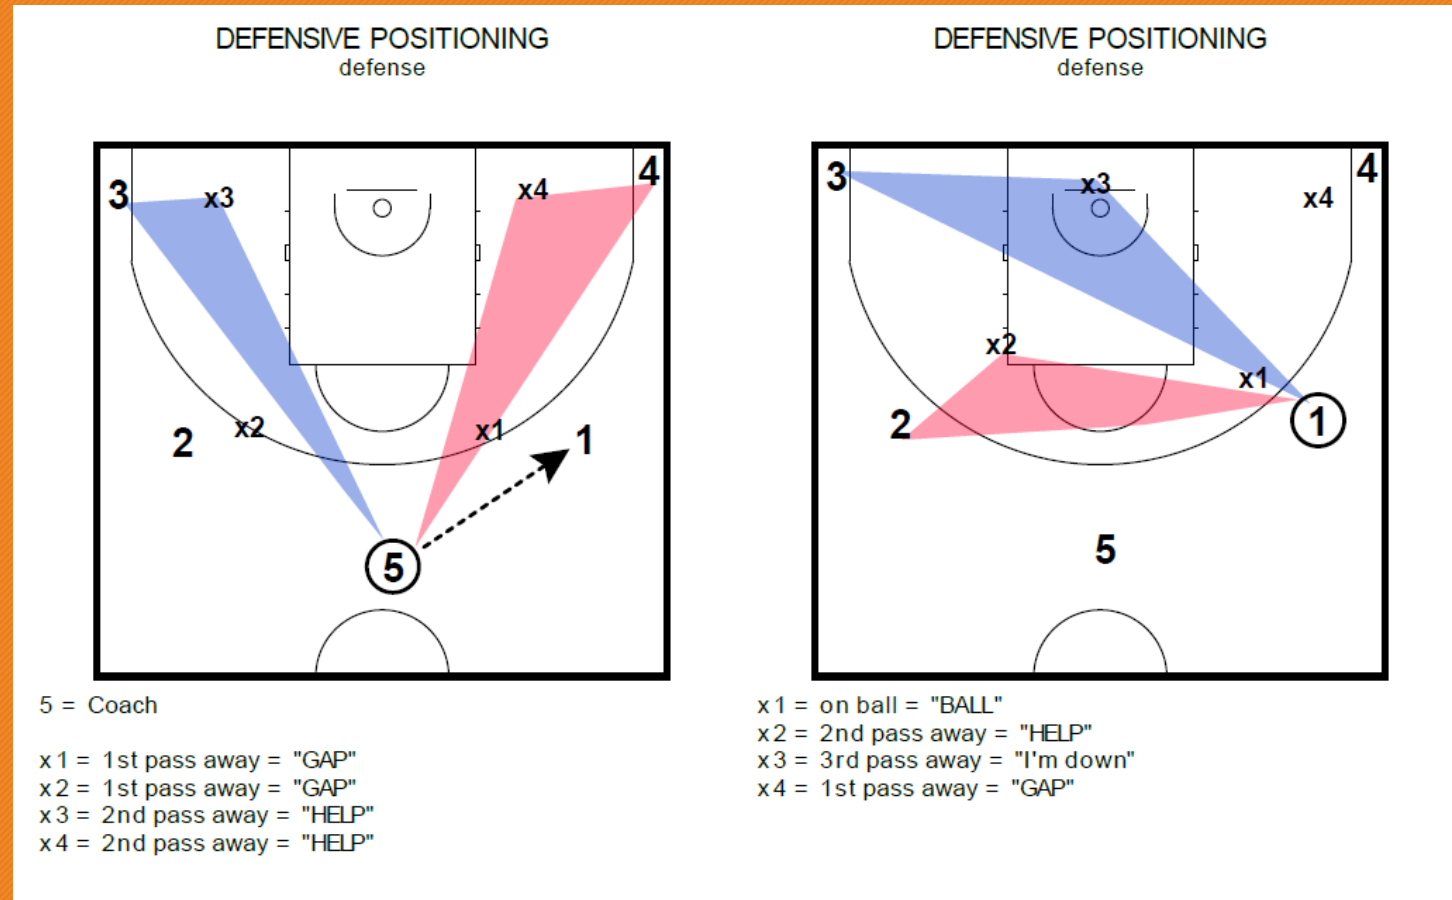 DEFENSIVE POSITIONING
defense
3
x3
x4
4
2
x2
x1
1
5
5 = Coach
x1 = 1st pass away = "GAP"
x2 = 1st pass away = "GAP"
x3 = 2nd pass away = "HELP"
x4 = 2nd pass away = "HELP"
DEFENSIVE POSITIONING
defense
3
x3
4
x4
x2
x1
2
1
5
x1 = on ball = "BALL"
x2 = 2nd pass away = "HELP"
x3 = 3rd pass away = "I'm down"
x4 = 1st pass away = "GAP"